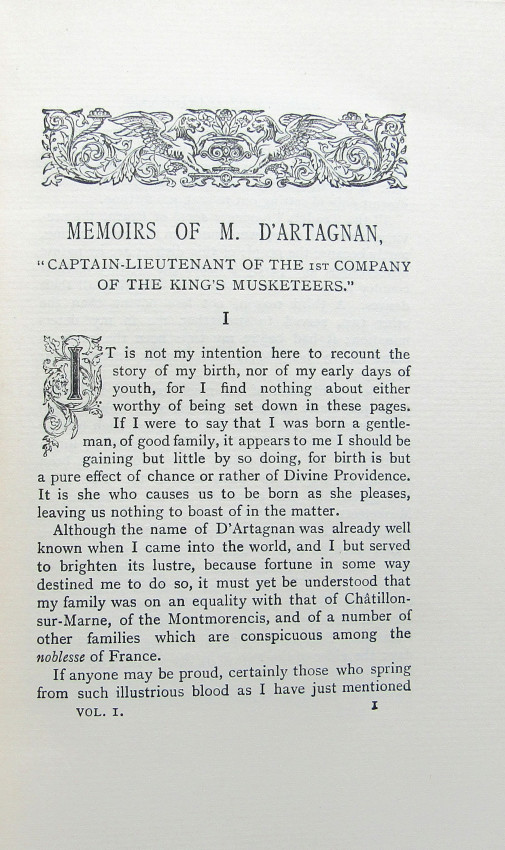 MEMOIRS OF M. D'ARTAGNAN,
"CAPTAIN-LIEUTENANT OF THE 1ST COMPANY
OF THE KING'S MUSKETEERS."
I
IT is not my intention here to recount the
story of my birth, nor of my early days of
youth, for I find nothing about either
worthy of being set down in these pages.
If I were to say that I was born a gentle-
man, of good family, it appears to me I should be
gaining but little by so doing, for birth is but
a pure effect of chance or rather of Divine Providence.
It is she who causes us to be born as she pleases,
leaving us nothing to boast of in the matter.
Although the name of D'Artagnan was already well
known when I came into the world, and I but served
to brighten its lustre, because fortune in some way
destined me to do so, it must yet be understood that
my family was on an equality with that of Châtillon-
sur-Marne, of the Montmorencis, and of a number of
other families which are conspicuous among the
noblesse of France.
If anyone may be proud, certainly those who spring
from such illustrious blood as I have just mentioned
VOL. I. 1